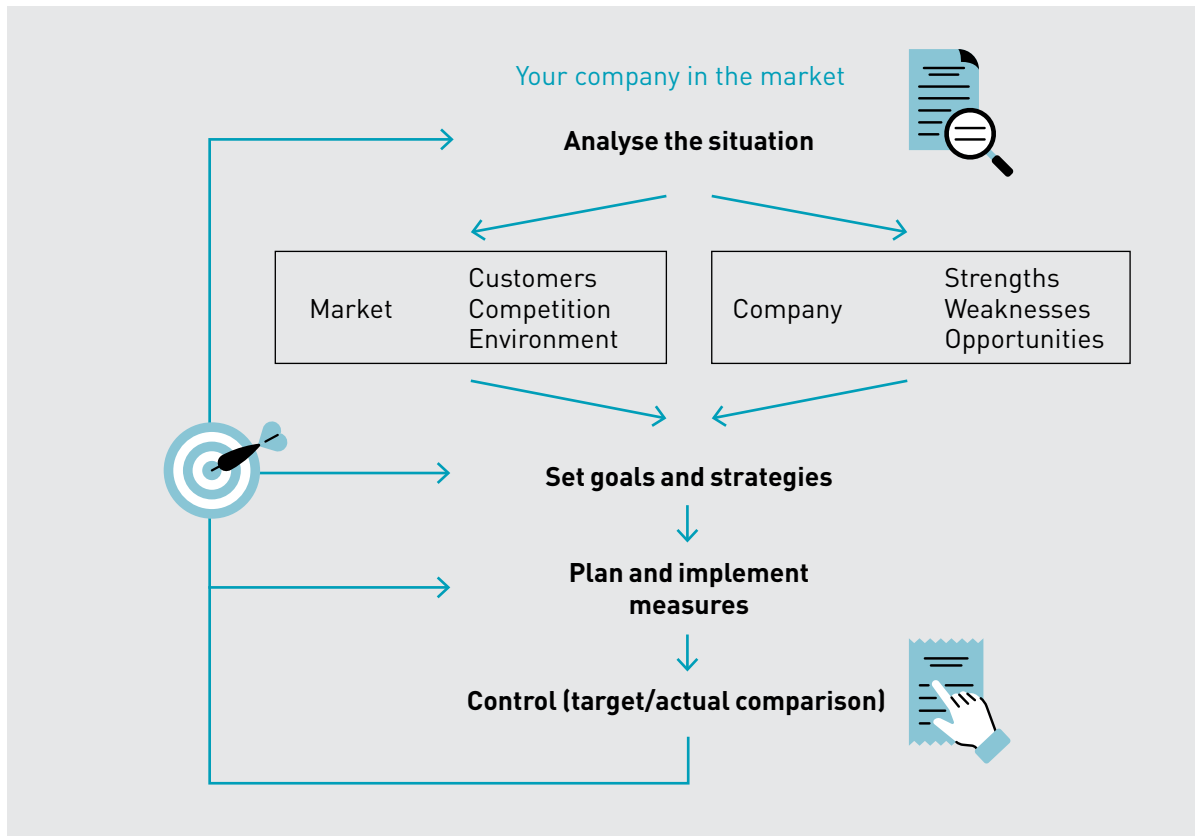 Your company in the market
Analyse the situation
Market
Customers
Competition
Environment
Company
Strengths
Weaknesses
Opportunities
Set goals and strategies
Plan and implement
measures
Control (target/actual comparison)